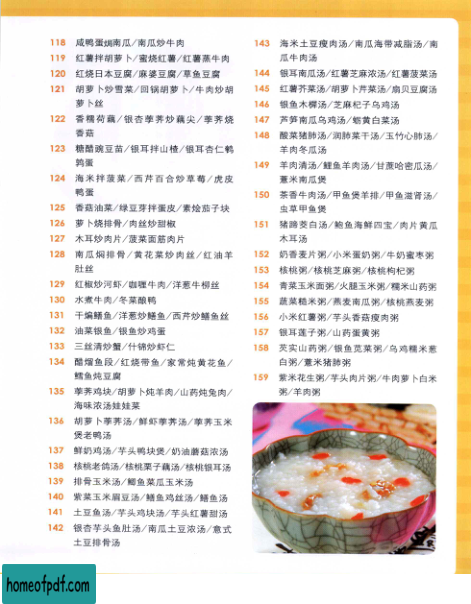 118 咸鸭蛋焗南瓜/南瓜炒牛肉
119 红薯拌胡萝卜/蜜烧红薯/红薯蒸牛肉
120 红烧日本豆腐/麻婆豆腐/草鱼豆腐
121 胡萝卜炒雪菜/回锅胡萝卜/牛肉炒胡
萝卜丝
122 香糯荷藕/银杏荸荠炒藕尖/荸荠烧
香菇
123 糖醋豌豆苗/银耳拌山楂/银耳杏仁鹌
鹑蛋
124 海米拌菠菜/西芹百合炒草莓/虎皮
鸭蛋
125 香菇油菜/绿豆芽拌蛋皮/素烩茄子块
126 萝卜烧排骨/肉丝炒甜椒
127 木耳炒肉片/菠菜面筋肉片
128 南瓜焖排骨/黄花菜炒肉丝/红油羊
肚丝
129 红椒炒河虾/咖喱牛肉/洋葱牛柳丝
130 水煮牛肉/冬菜酿鸭
131 干煸鳝鱼/洋葱炒鳝鱼/西芹炒鳝鱼丝
132 油菜银鱼/银鱼炒鸡蛋
133 三丝清炒蟹/什锦炒虾仁
134 醋熘鱼段/红烧带鱼/家常炖黄花鱼/
鳕鱼炖豆腐
135 荸荠鸡块/胡萝卜炖羊肉/山药炖兔肉/
海味浓汤娃娃菜
136 胡萝卜荸荠汤/鲜虾荸荠汤/荸荠玉米
煲老鸭汤
137 鲜奶鸡汤/芋头鸭块煲/奶油蘑菇浓汤
138 核桃老鸽汤/核桃栗子藕汤/核桃银耳汤
139 排骨玉米汤/鲫鱼菜瓜玉米汤
140 紫菜玉米眉豆汤/鳝鱼鸡丝汤/鳝鱼汤
141 土豆鱼汤/芋头鸡块汤/芋头红薯甜汤
142 银杏芋头鱼肚汤/南瓜土豆浓汤/意式
土豆排骨汤
143 海米土豆瘦肉汤/南瓜海带减脂汤/南
瓜牛肉汤
144 银耳南瓜汤/红薯芝麻浓汤/红薯菠菜汤
145 红薯芥菜汤/胡萝卜芹菜汤/扇贝豆腐汤
146 银鱼木樨汤/芝麻杞子乌鸡汤
147 芦笋南瓜乌鸡汤/蛤黄白菜汤
148 酸菜猪肺汤/润肺菜干汤/玉竹心肺汤/
羊肉冬瓜汤
149 羊肉清汤/鲤鱼羊肉汤/甘蔗哈密瓜汤/
薏米南瓜煲
150 茶香牛肉汤/甲鱼煲羊排/甲鱼滋肾汤/
虫草甲鱼煲
151 猪蹄茭白汤/鲍鱼海鲜四宝/肉片黄瓜
木耳汤
152 奶香麦片粥/小米蛋奶粥/牛奶蜜枣粥
153 核桃粥/核桃芝麻粥/核桃枸杞粥
154 青菜玉米面粥/火腿玉米粥/糯米山药粥
155 蔬菜糙米粥/燕麦南瓜粥/核桃燕麦粥
156 小米红薯粥/芋头香菇瘦肉粥
157 银耳莲子粥/山药蛋黄粥
158 芡实山药粥/银鱼苋菜粥/乌鸡糯米葱
白粥/薏米猪肺粥
159 紫米花生粥/芋头肉片粥/牛肉萝卜白米
粥/羊肉粥
homeofpdf.com